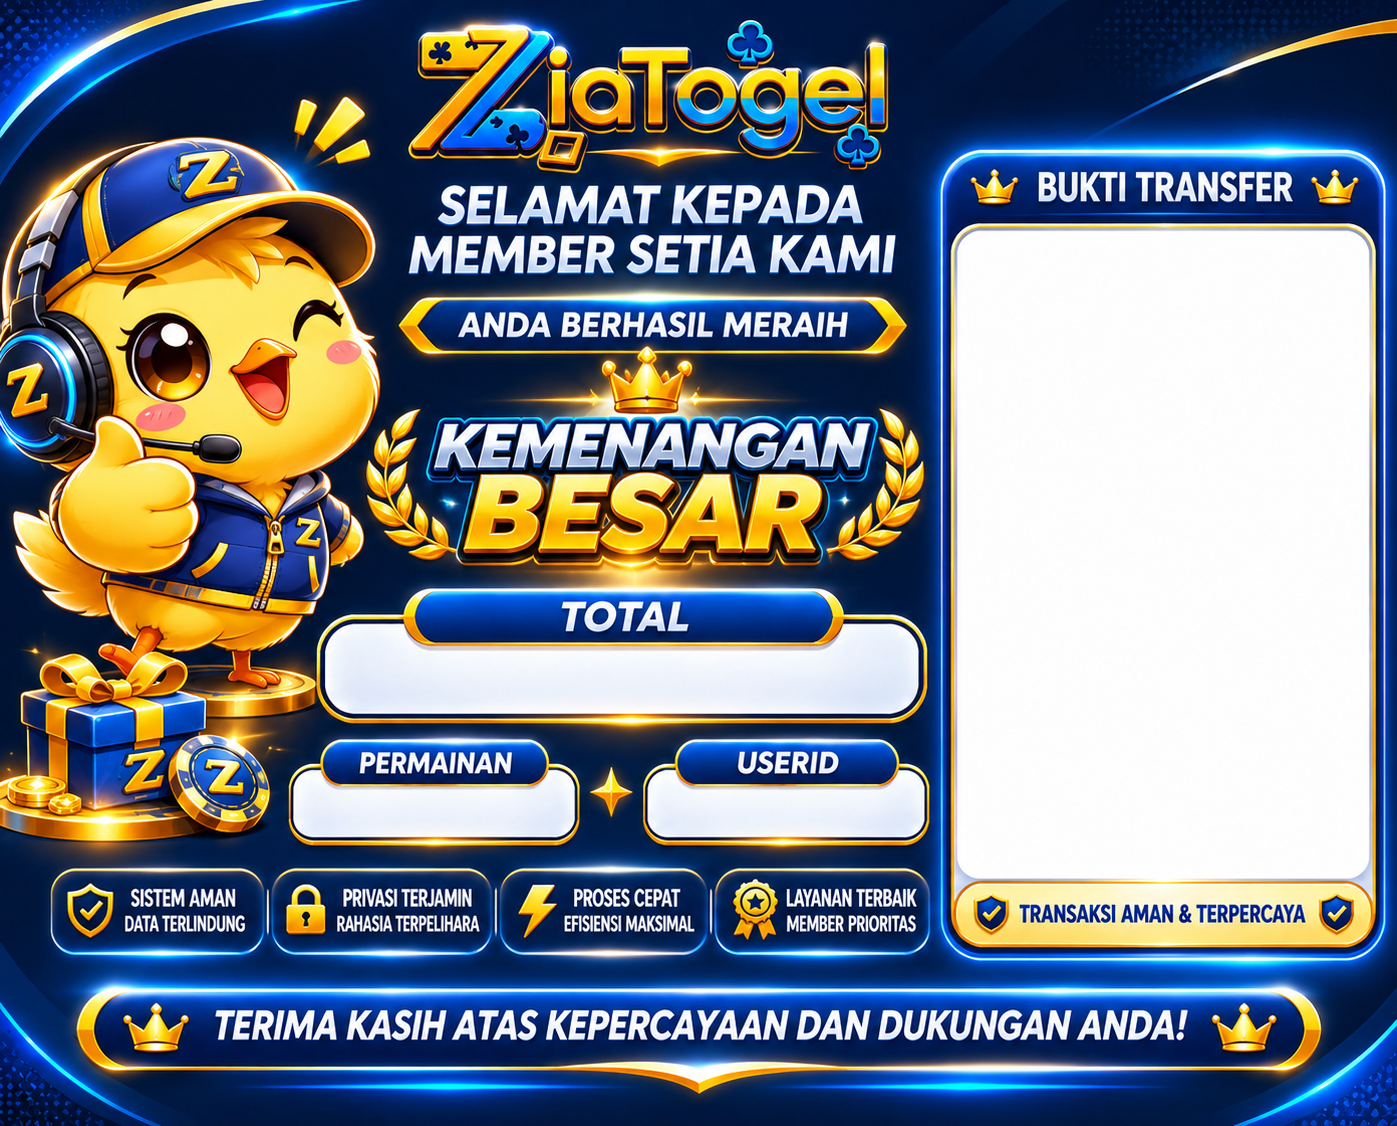 ZiaTogel
SELAMAT KEPADA
MEMBER SETIA KAMI
ANDA BERHASIL MERAIH
KEMENANGAN
BESAR
TOTAL
PERMAINAN
USERID
BUKTI TRANSFER
TRANSAKSI AMAN & TERPERCAYA
Z
Z
Z
Z
Z
SISTEM AMAN
DATA TERLINDUNG
PRIVASI TERJAMIN
RAHASIA TERPELIHARA
PROSES CEPAT
EFISIENSI MAKSIMAL
LAYANAN TERBAIK
MEMBER PRIORITAS
TERIMA KASIH ATAS KEPERCAYAAN DAN DUKUNGAN ANDA!